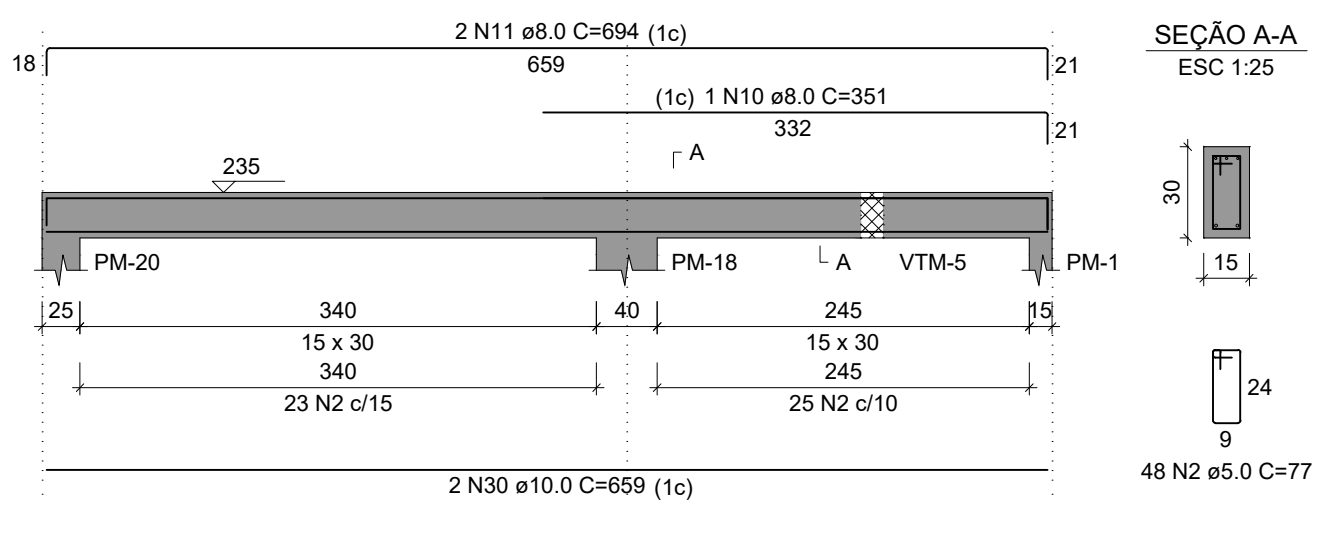 2 N11 ø8.0 C=694 (1c)
SEÇÃO A-A
18
659
21
ESC 1:25
(1c) 1 N10 ø8.0 C=351
332
21
A
235
30
PM-20
PM-18
A
VTM-5
PM-1
15
25
340
40
245
15
15 x 30
15 x 30
340
245
24
23 N2 c/15
25 N2 c/10
9
48 N2 ø5.0 C=77
2 N30 ø10.0 C=659 (1c)